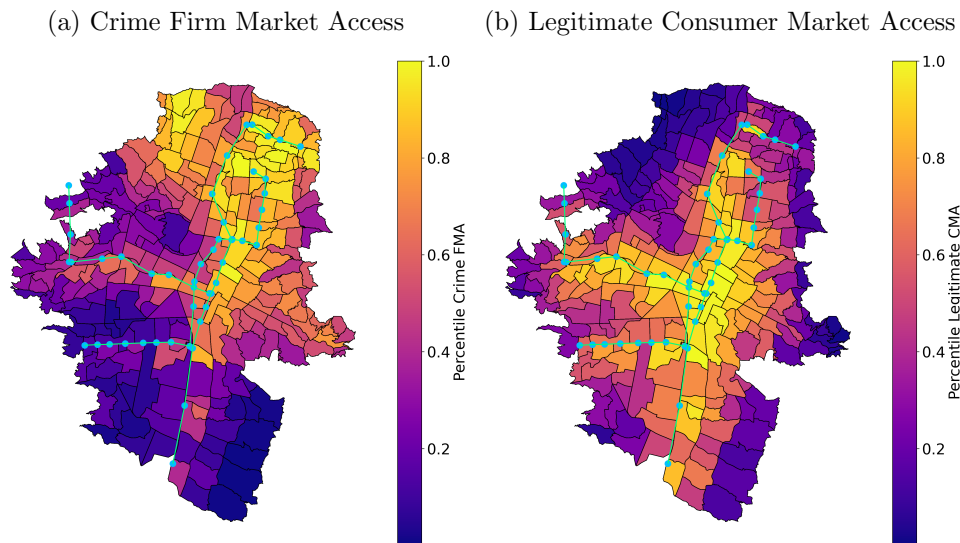 (a) Crime Firm Market Access
(b) Legitimate Consumer Market Access
1.0
0.8
0.6
0.4
0.2
Percentile Crime FMA
1.0
0.8
0.6
0.4
0.2
Percentile Legitimate CMA